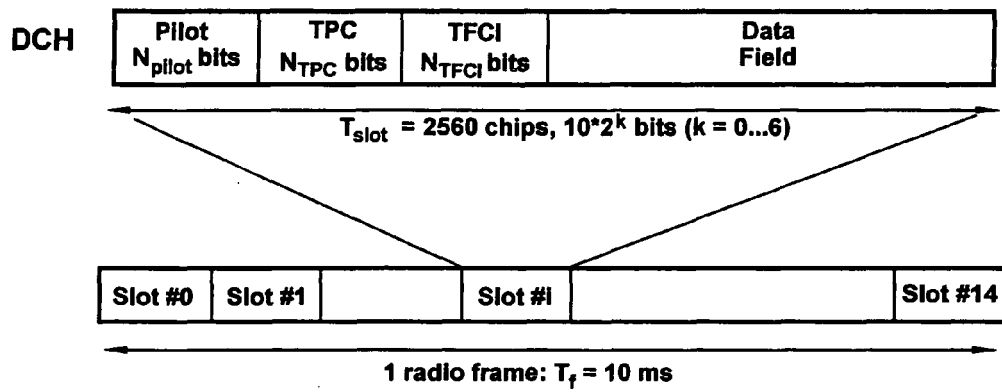 DCH
Pilot
N_pilot bits
TPC
N_TPC bits
TFCI
N_TFCI bits
Data
Field
T_slot = 2560 chips, 10*2^k bits (k = 0...6)
Slot #0 Slot #1 Slot #i Slot #14
1 radio frame: T_f = 10 ms